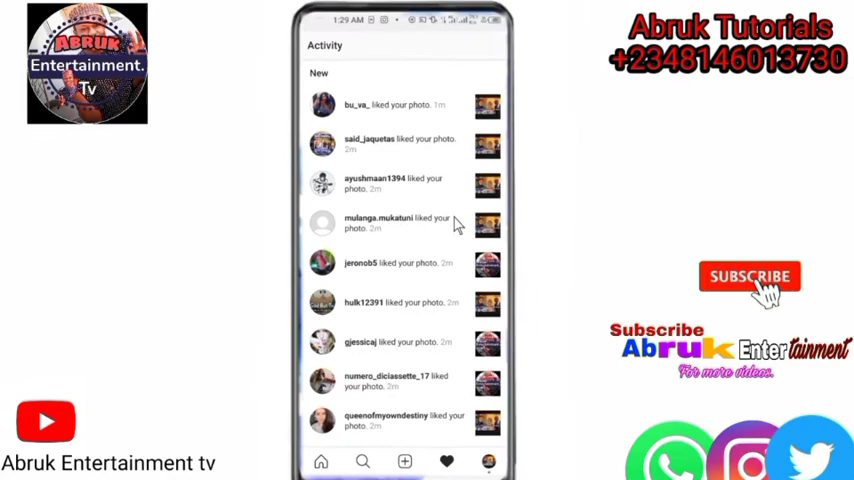 ABRUK
Entertainment.
Tv
1:29 AM
Activity
New
bu_va_ liked your photo. 1m
said_jaquetas liked your photo.
2m
ayushmaan1394 liked your
photo. 2m
mulanga.mukatuni liked your
photo. 2m
jeronob5 liked your photo. 2m
hulk12391 liked your photo. 2m
gjessicaj liked your photo. 2m
numero_diciassette_17 liked
your photo. 2m
queenofmyowndestiny liked your
photo. 2m
Abruk Tutorials
+2348146013730
SUBSCRIBE
Subscribe
Abruk Entertainment
For more videos.
Abruk Entertainment tv